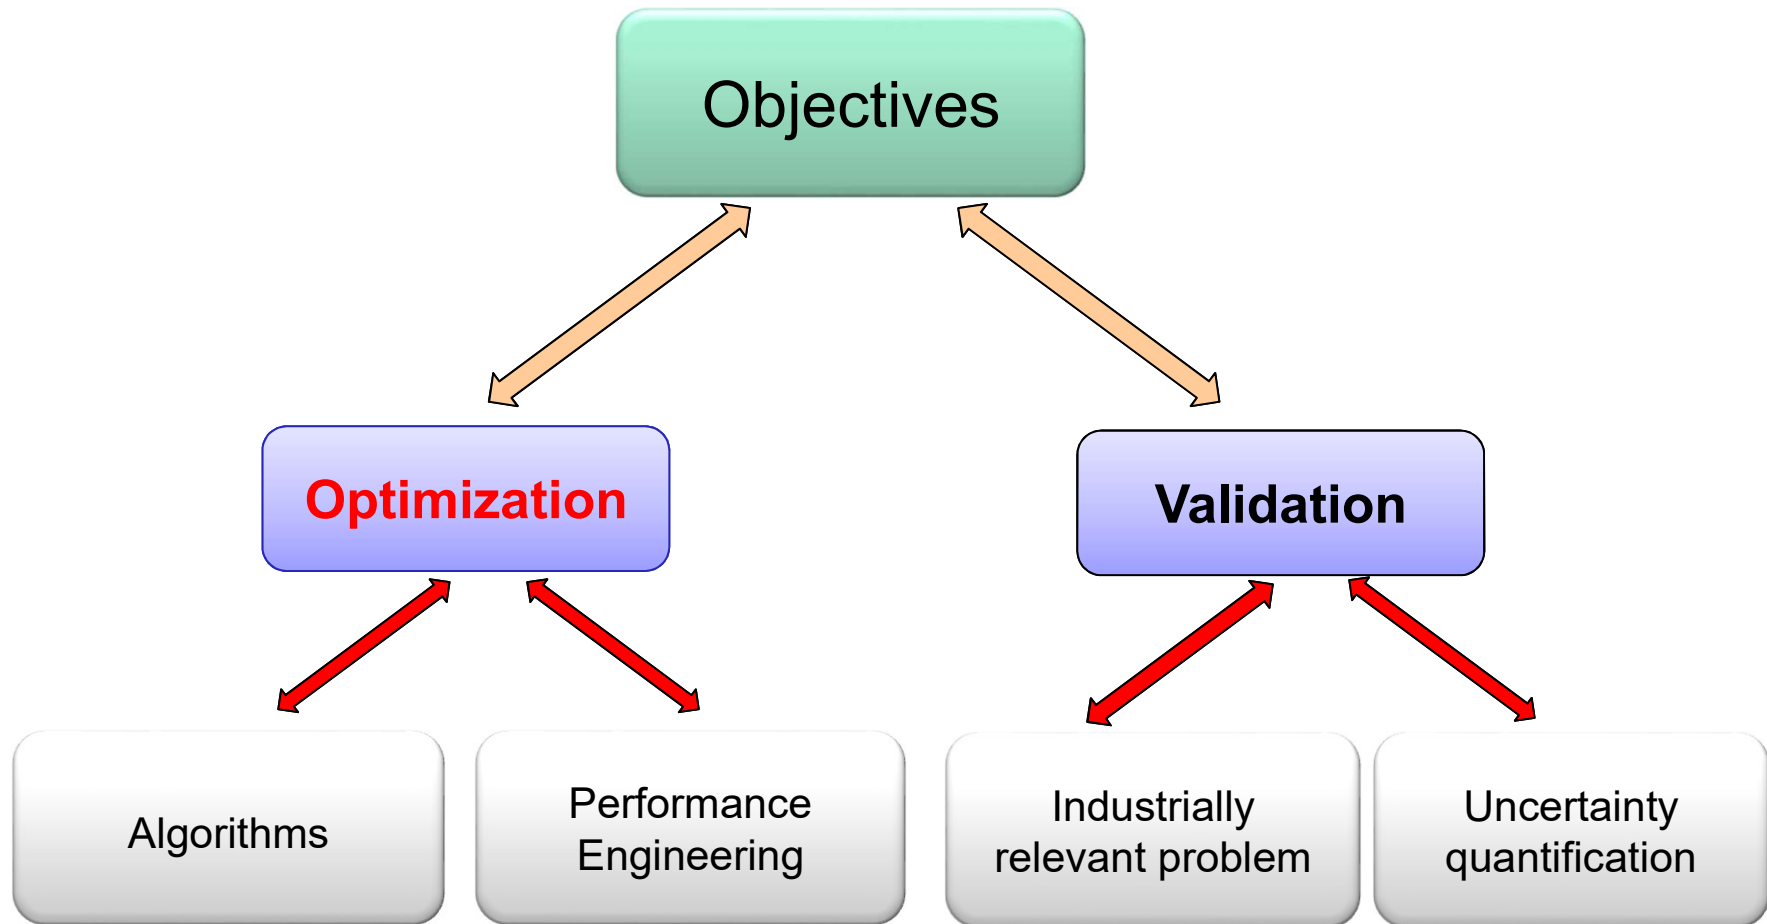 Objectives
Optimization
Validation
Algorithms
Performance
Engineering
Industrially
relevant problem
Uncertainty
quantification